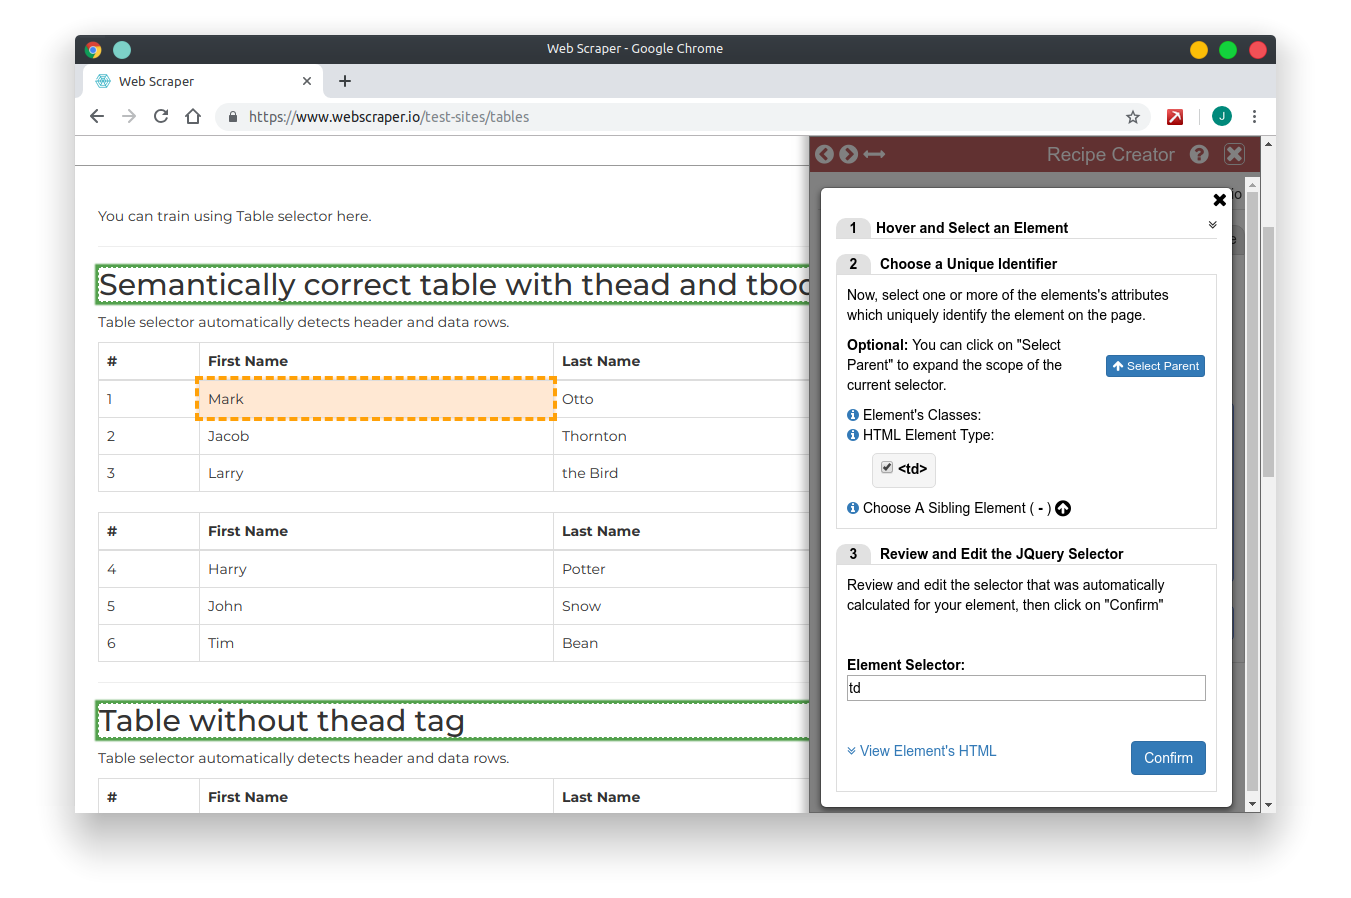 Web Scraper - Google Chrome
Web Scraper
https://www.webscraper.io/test-sites/tables
J
Recipe Creator
You can train using Table selector here.
Semantically correct table with thead and tboo
Table selector automatically detects header and data rows.
# First Name Last Name
1 Mark Otto
2 Jacob Thornton
3 Larry the Bird
# First Name Last Name
4 Harry Potter
5 John Snow
6 Tim Bean
Table without thead tag
Table selector automatically detects header and data rows.
# First Name Last Name
io
e
1 Hover and Select an Element
2 Choose a Unique Identifier
Now, select one or more of the elements's attributes
which uniquely identify the element on the page.
Optional: You can click on "Select
Parent" to expand the scope of the
current selector.
Select Parent
Element's Classes:
HTML Element Type:
<td>
Choose A Sibling Element ( - )
3 Review and Edit the JQuery Selector
Review and edit the selector that was automatically
calculated for your element, then click on "Confirm"
Element Selector:
td
View Element's HTML
Confirm